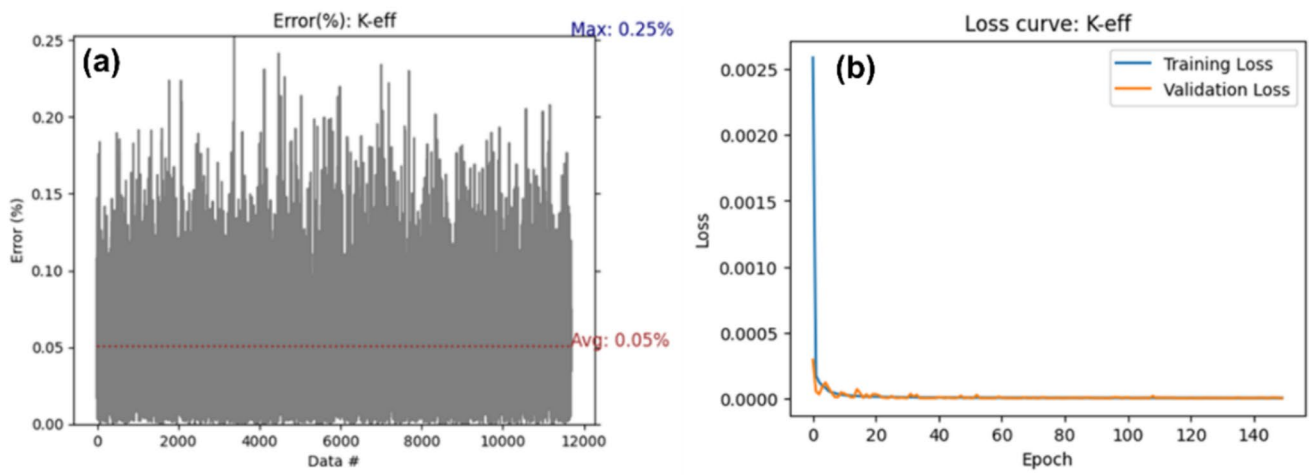 Error(%): K-eff
Max: 0.25%
(a)
0.25
0.20
0.15
0.10
0.05
0.00
Error (%)
Avg: 0.05%
0 2000 4000 6000 8000 10000 12000
Data #
Loss curve: K-eff
(b)
Training Loss
Validation Loss
0.0025
0.0020
0.0015
0.0010
0.0005
0.0000
Loss
0 20 40 60 80 100 120 140
Epoch